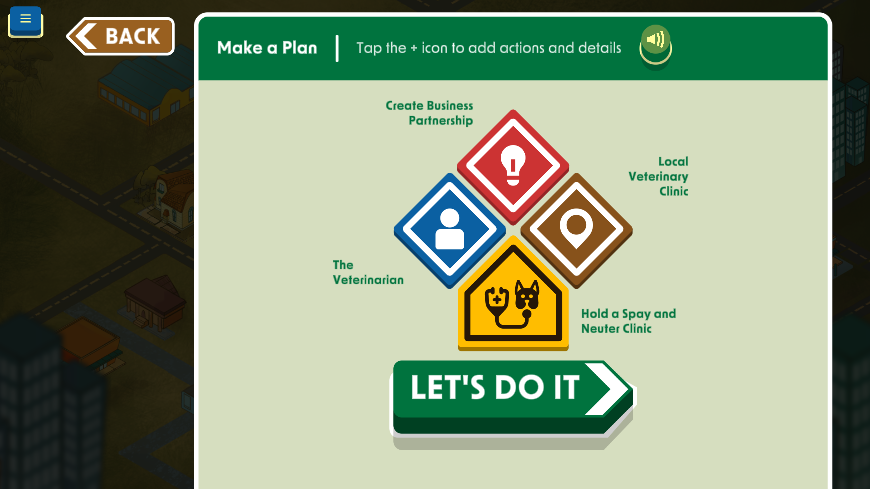 BACK
Make a Plan
Tap the + icon to add actions and details
Create Business
Partnership
Local
Veterinary
Clinic
The
Veterinarian
Hold a Spay and
Neuter Clinic
LET'S DO IT